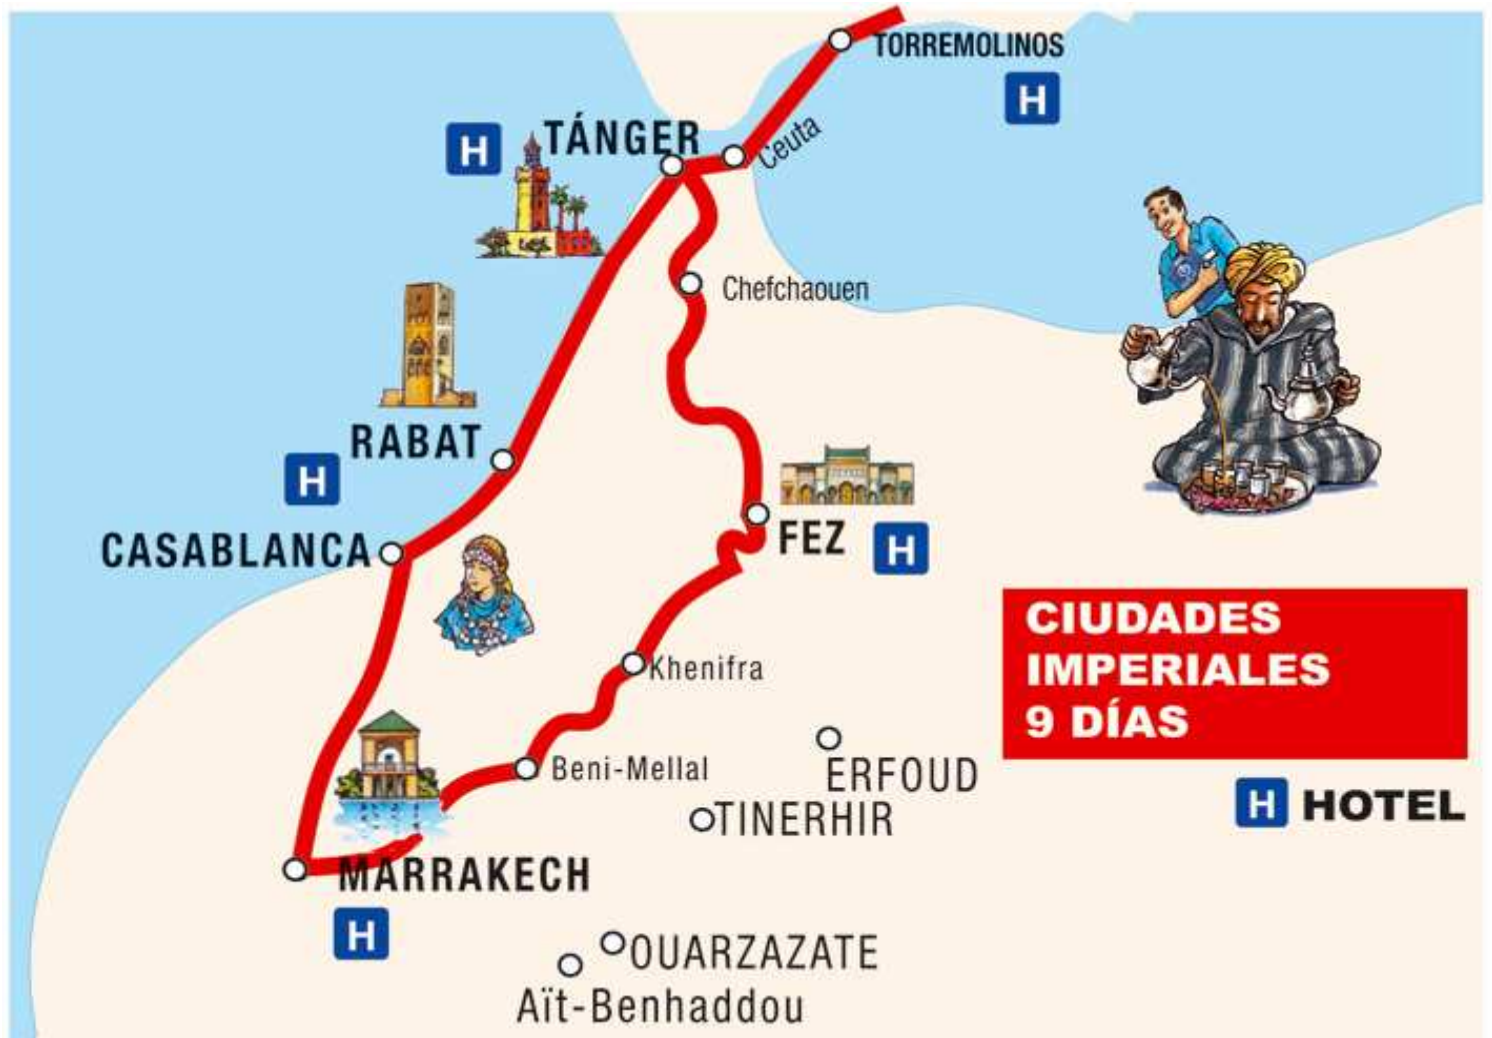 TORREMOLINOS
H
H
TÁNGER
Ceuta
Chefchaouen
RABAT
H
CASABLANCA
FEZ
H
CIUDADES
IMPERIALES
9 DÍAS
Khenifra
Beni-Mellal
ERFOUD
TINERHIR
H HOTEL
MARRAKECH
H
OUARZAZATE
Aït-Benhaddou